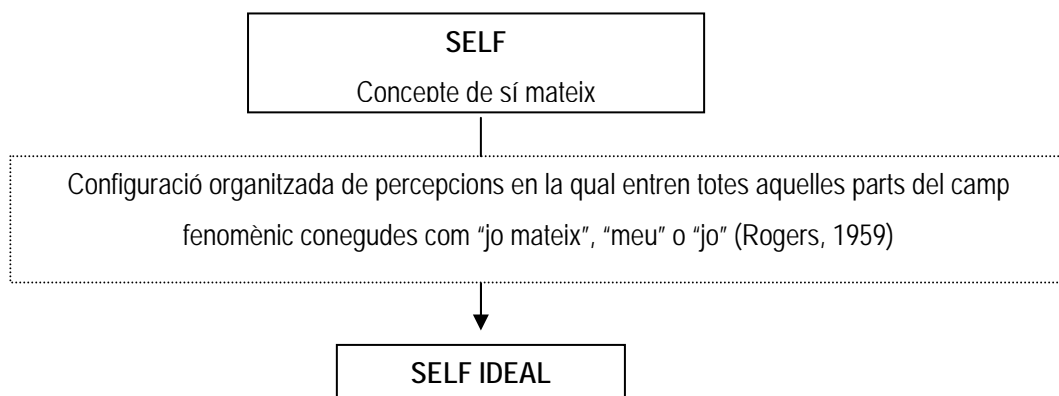 SELF
Concepte de sí mateix
Configuració organitzada de percepcions en la qual entren totes aquelles parts del camp
fenomènic conegudes com “jo mateix”, “meu” o “jo” (Rogers, 1959)
SELF IDEAL